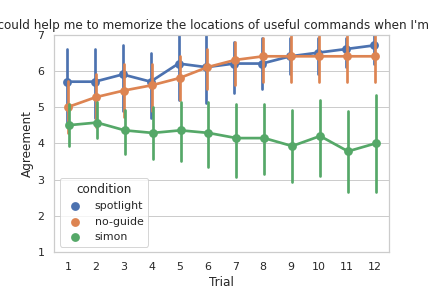 could help me to memorize the locations of useful commands when I'm
7
6
5
4
3
2
1
Agreement
condition
spotlight
no-guide
simon
1 2 3 4 5 6 7 8 9 10 11 12
Trial